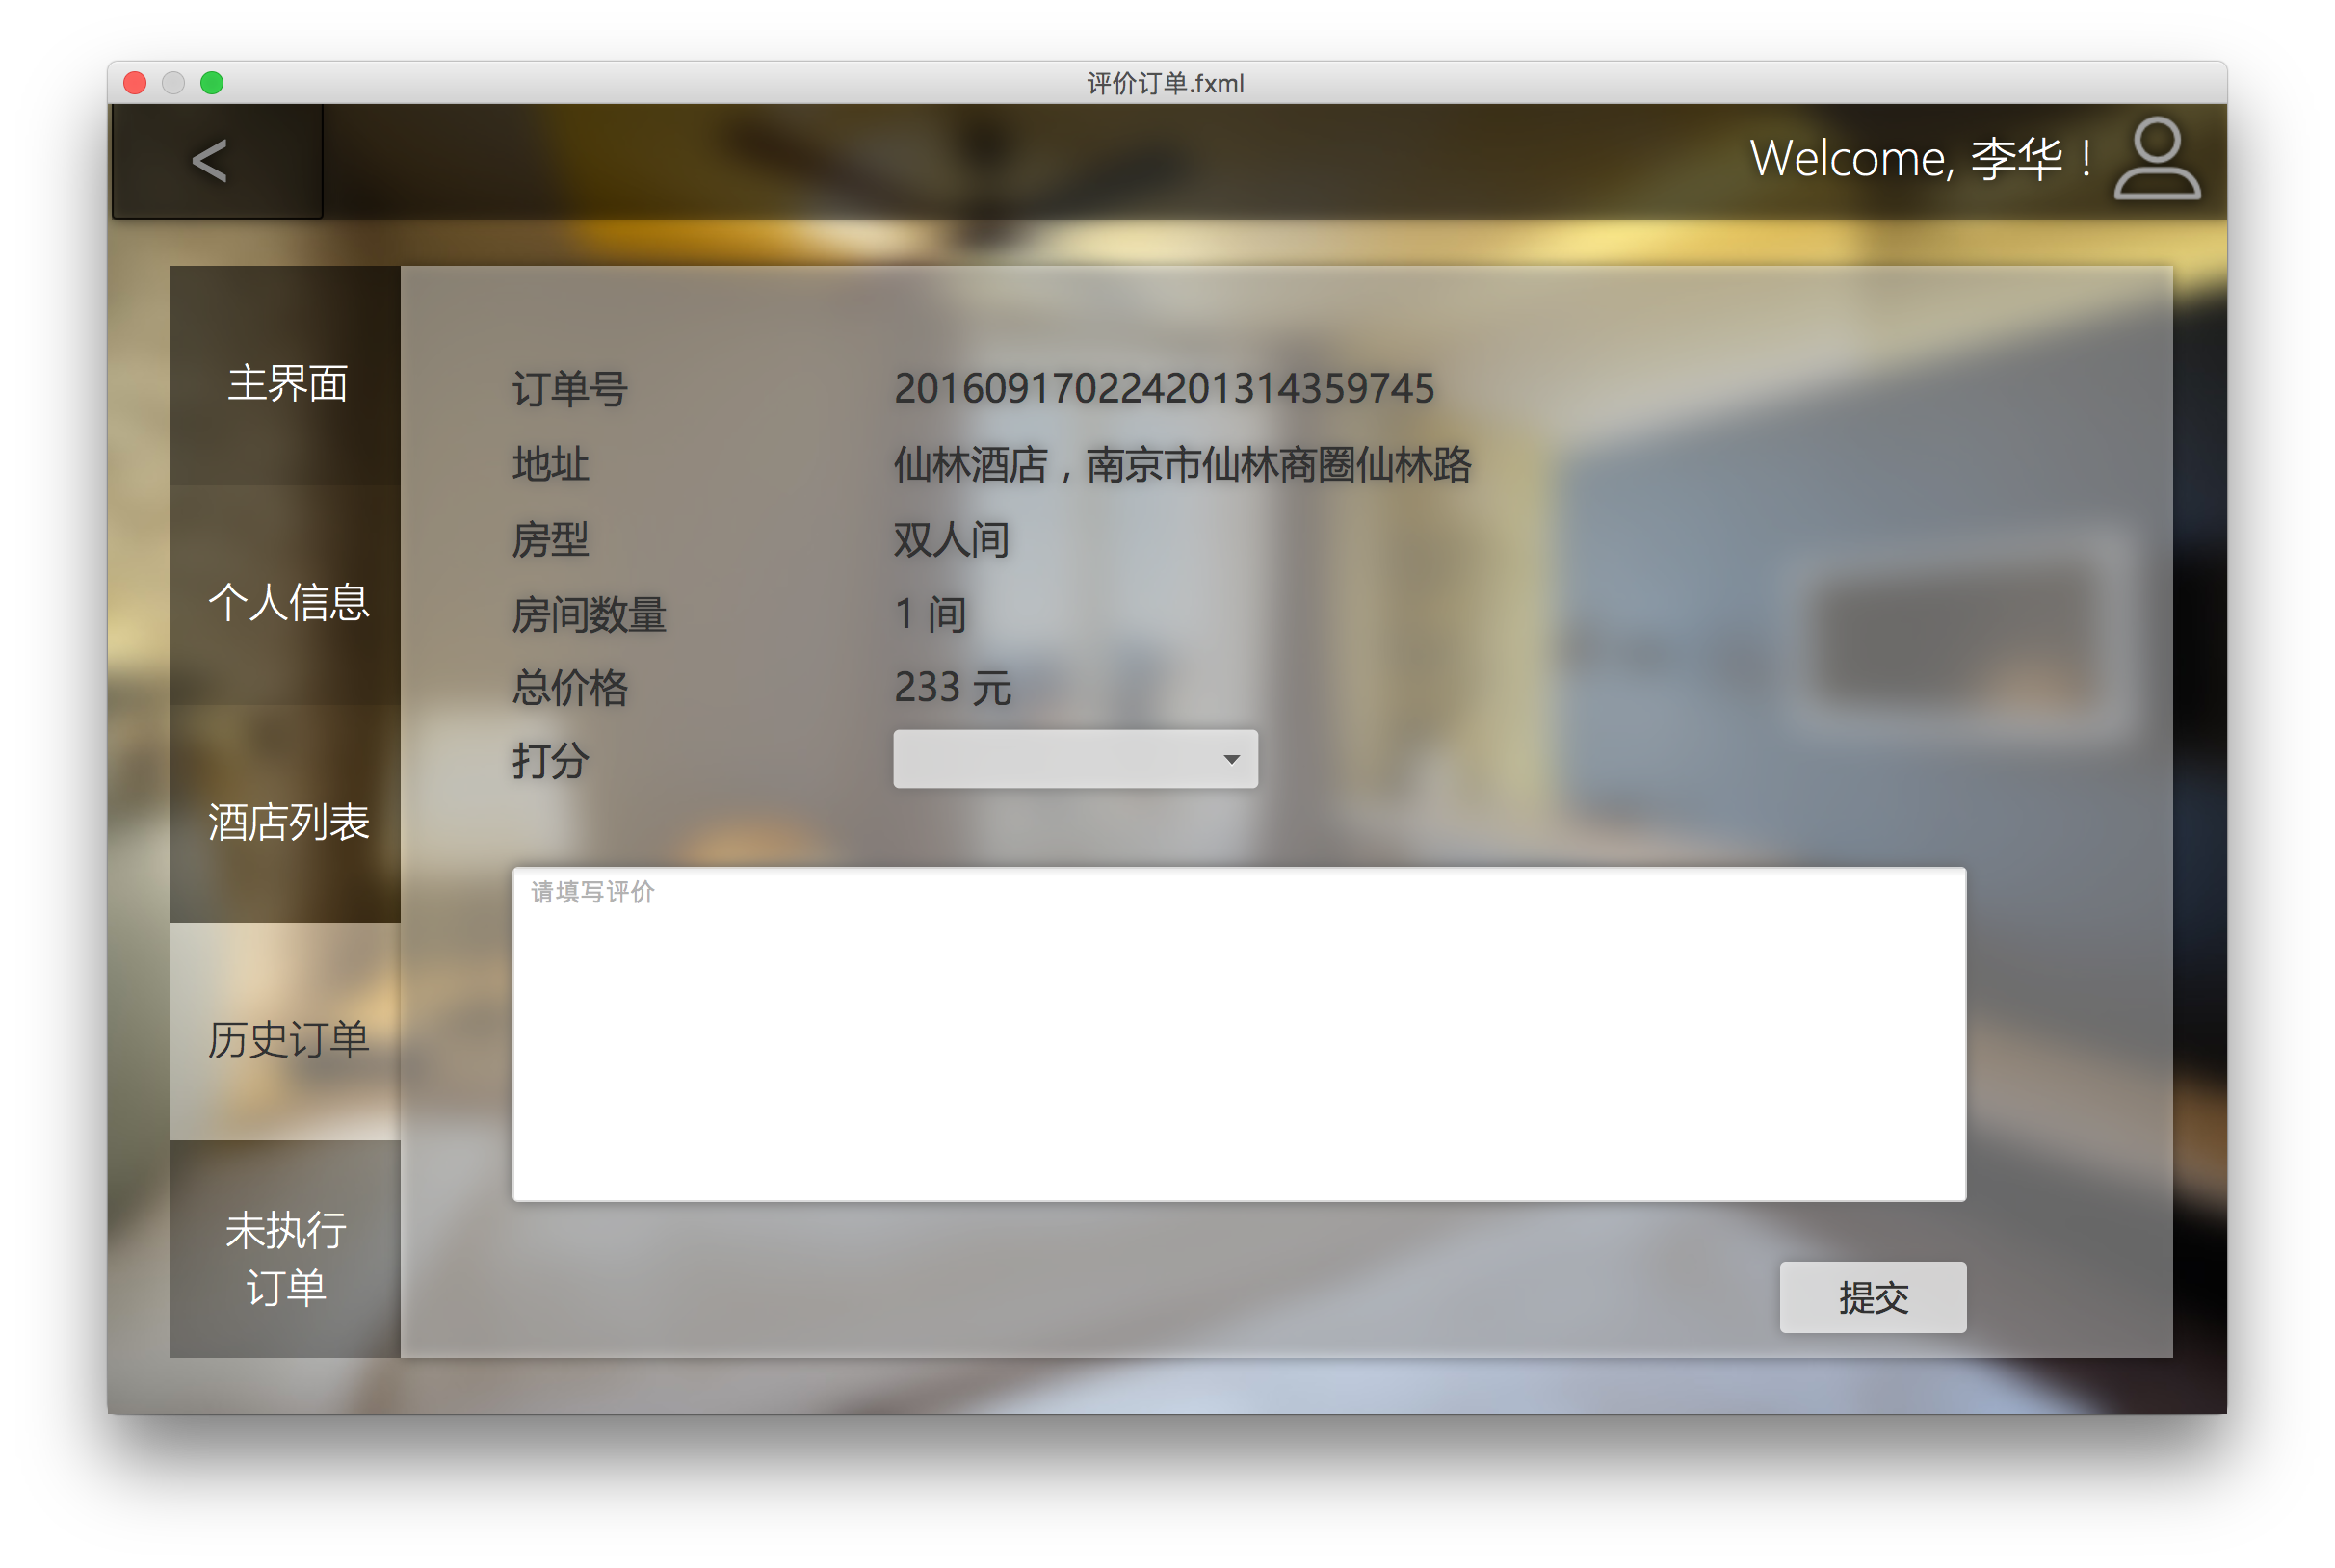 评价订单.fxml
<
Welcome, 李华！
主界面
个人信息
酒店列表
历史订单
未执行
订单
订单号 201609170224201314359745
地址 仙林酒店，南京市仙林商圈仙林路
房型 双人间
房间数量 1 间
总价格 233 元
打分
请填写评价
提交